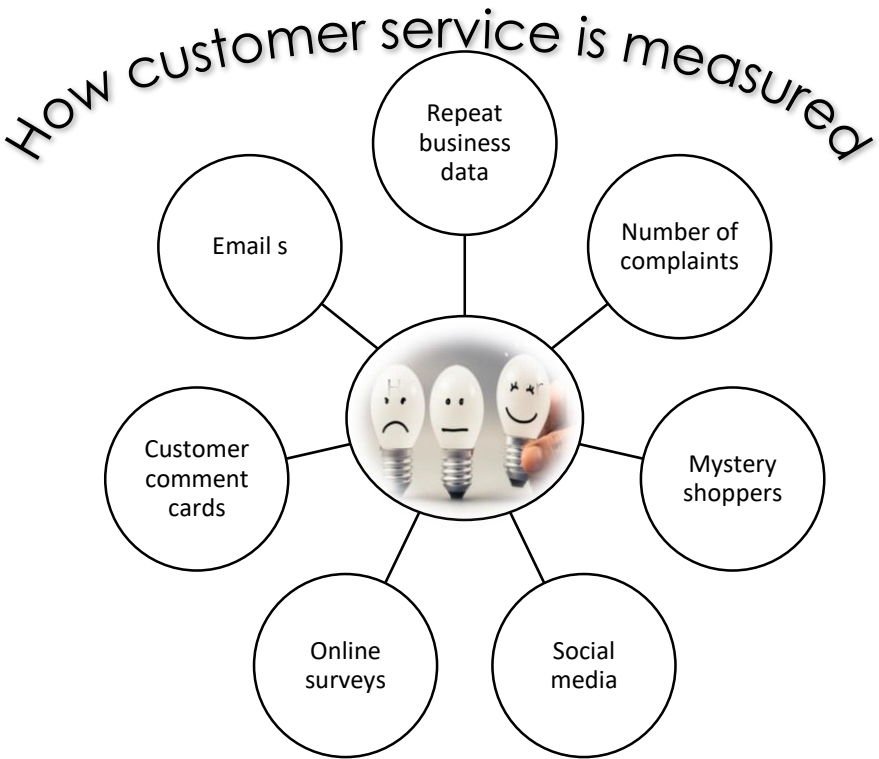 How customer service is measured
Repeat
business
data
Number of
complaints
Mystery
shoppers
Social
media
Online
surveys
Customer
comment
cards
Email s